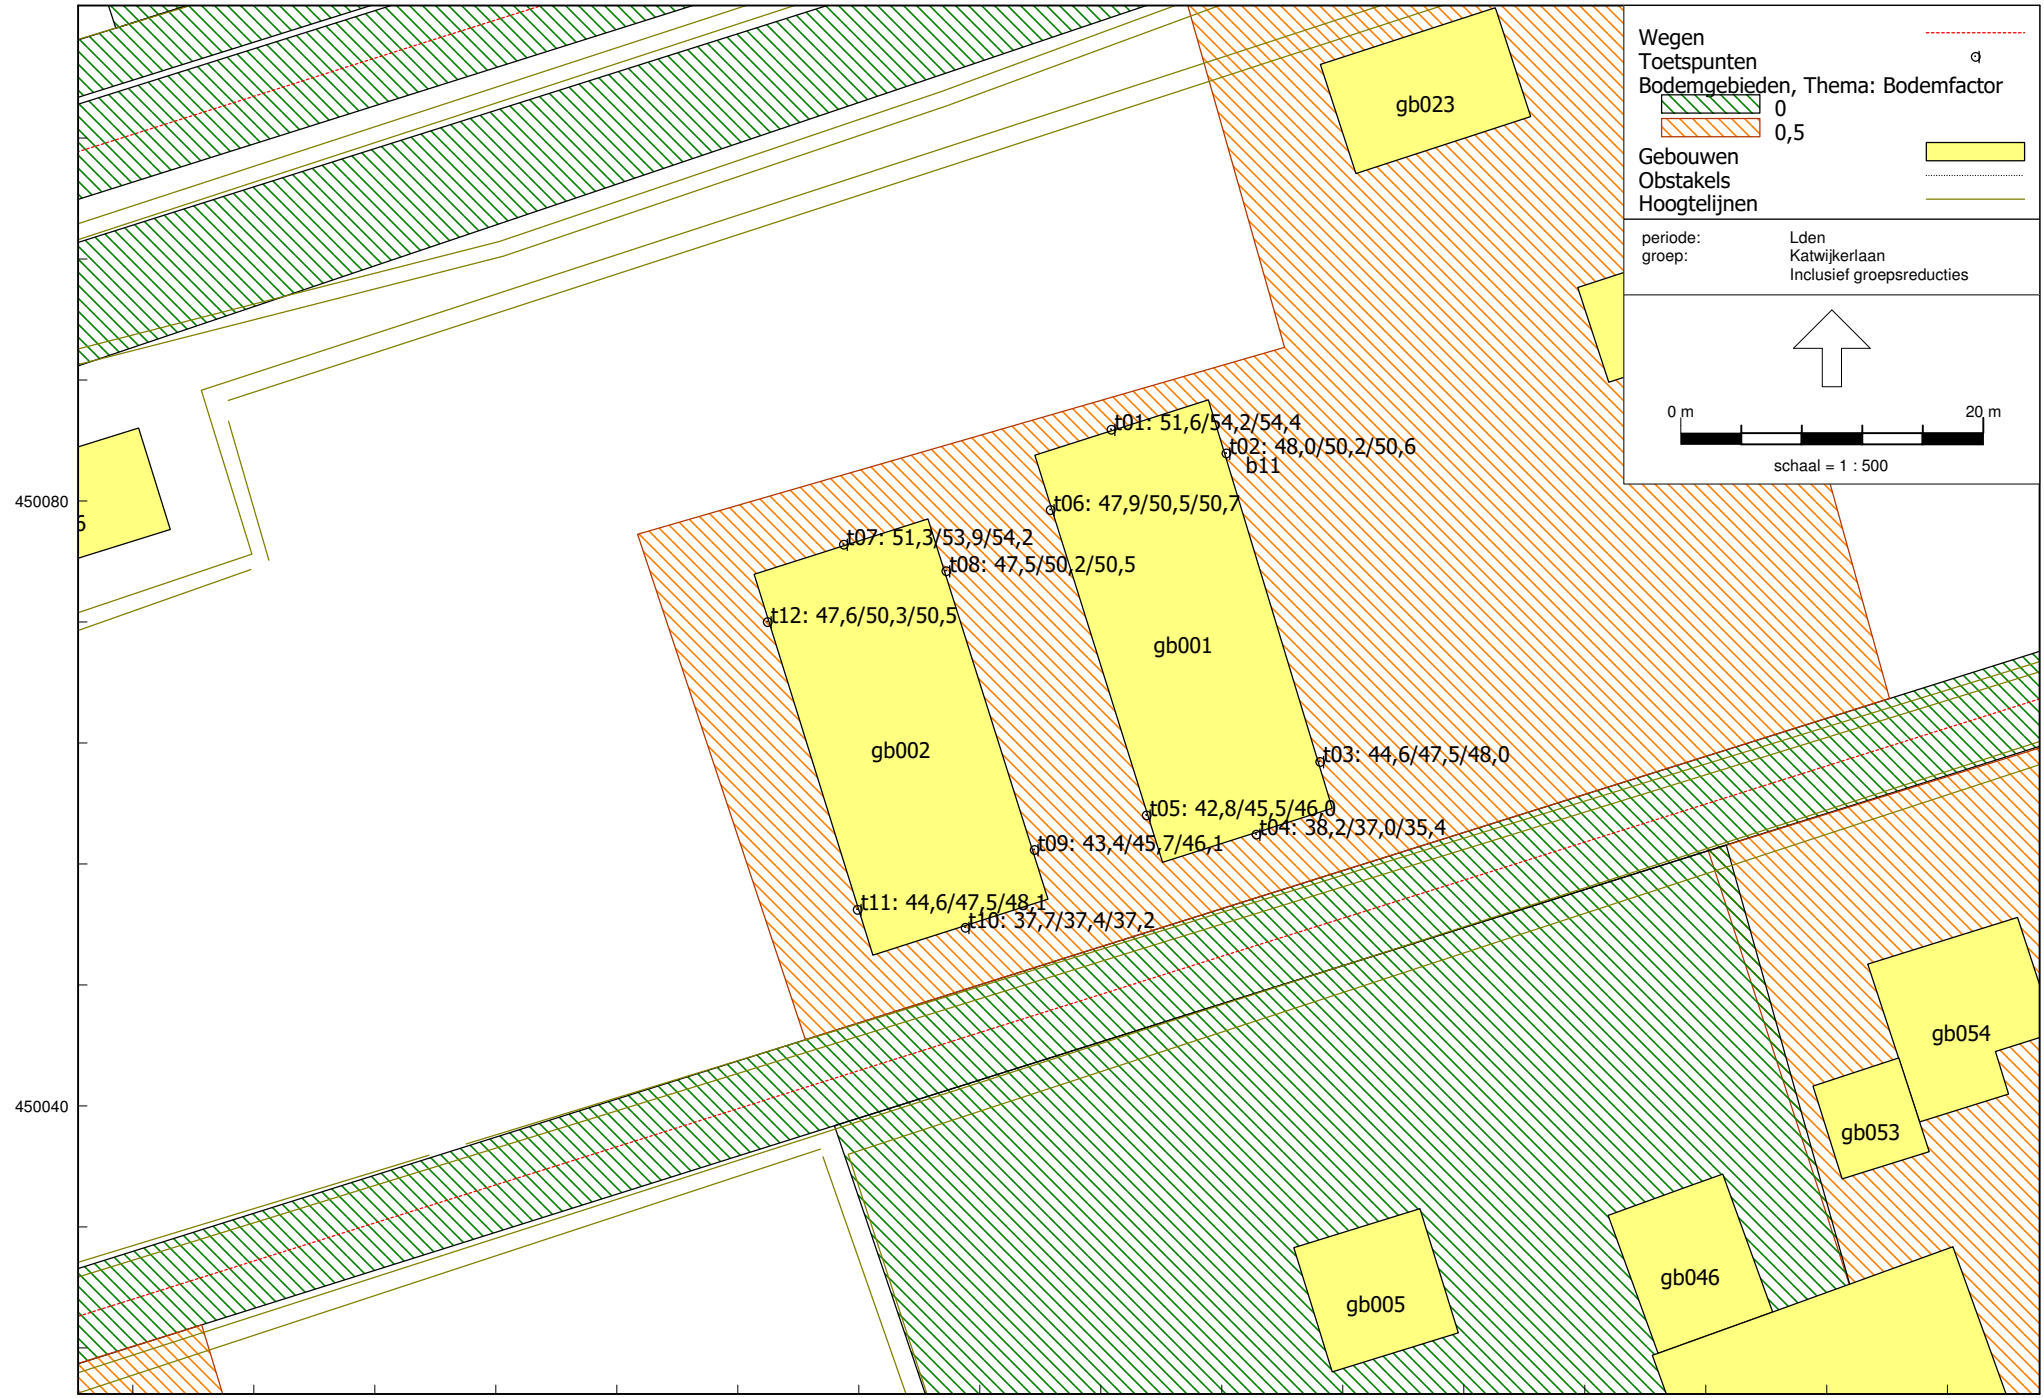 Wegen
Toetspunten
Bodemgebieden, Thema: Bodemfactor
0
0,5
Gebouwen
Obstakels
Hoogtelijnen
periode: Lden
groep: Katwijkerlaan
Inclusief groepsreducties
0 m 20 m
schaal = 1 : 500
gb023
t01: 51,6/54,2/54,4
t02: 48,0/50,2/50,6
b11
450080
t06: 47,9/50,5/50,7
t07: 51,3/53,9/54,2
t08: 47,5/50,2/50,5
t12: 47,6/50,3/50,5
gb001
gb002
t03: 44,6/47,5/48,0
t05: 42,8/45,5/46,0
t04: 38,2/37,0/35,4
t09: 43,4/45,7/46,1
t11: 44,6/47,5/48,1
t10: 37,7/37,4/37,2
gb054
450040
gb053
gb046
gb005